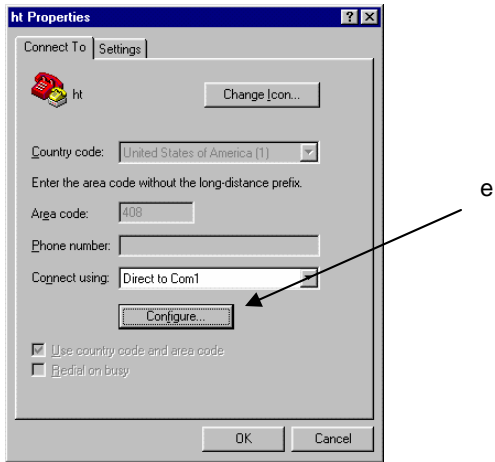 ht Properties
Connect To Settings
ht
Change Icon...
Country code: United States of America (1)
Enter the area code without the long-distance prefix.
e
Area code: 408
Phone number:
Connect using: Direct to Com1
Configure...
Use country code and area code
Redial on busy
OK Cancel